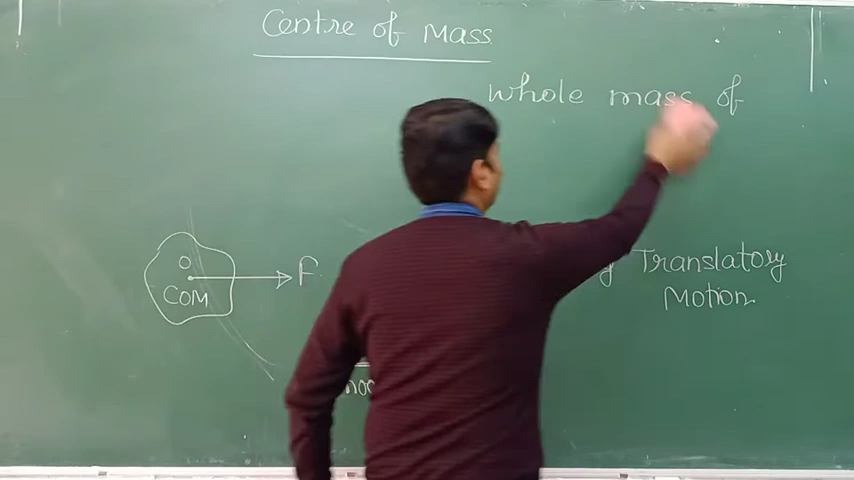 Centre of Mass
whole mass of
O
COM
F
Translatory
Motion